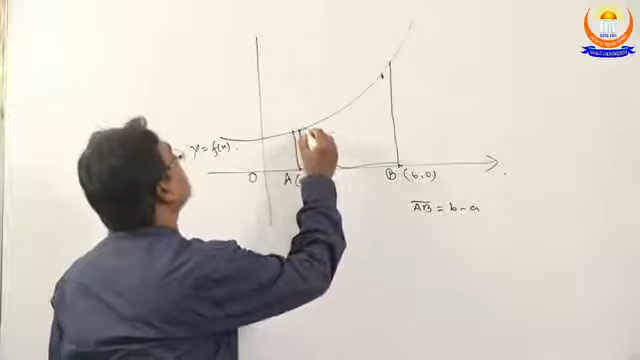 y = f(x).
O
A (
B (b, 0)
AB = b - a